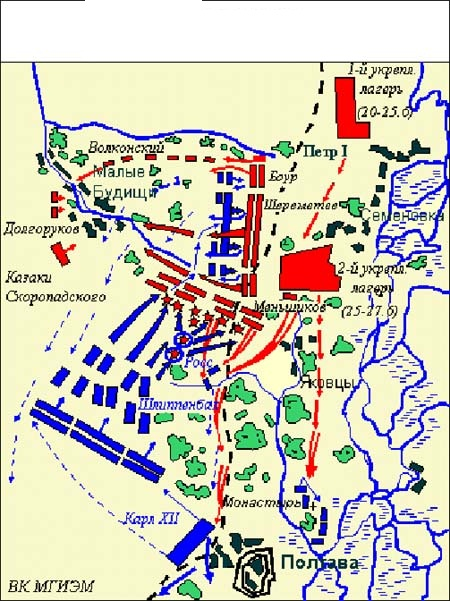 1-й укрепл.
лагерь
(20-25.6)
Петр I
Волконский
Малые
Будищи
Боур
Шереметев
Семеновка
Долгоруков
2-й укрепл.
лагерь
(25-27.6)
Казаки
Скоропадского
Меньшиков
Росс
Яковцы
Шлиппенбах
Монастырь
Карл XII
Полтава
ВК МГИЭМ